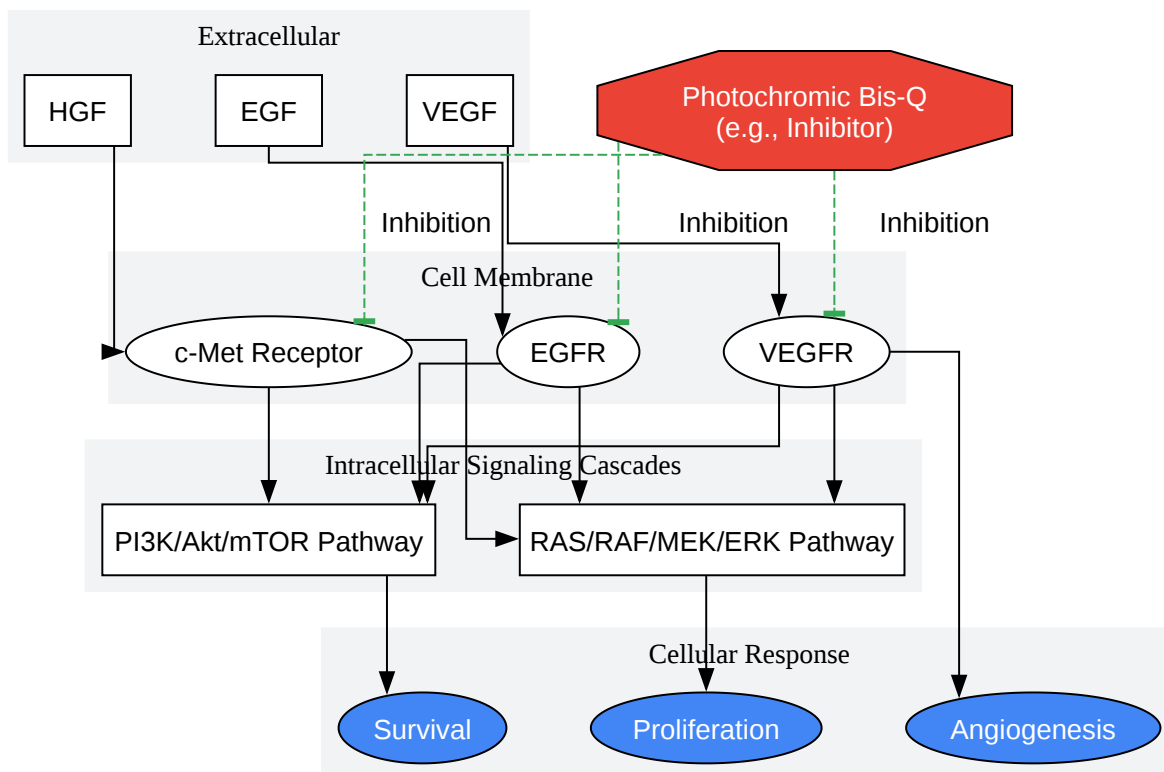 Extracellular
HGF
EGF
VEGF
Photochromic Bis-Q
(e.g., Inhibitor)
Inhibition
Inhibition
Inhibition
Cell Membrane
c-Met Receptor
EGFR
VEGFR
Intracellular Signaling Cascades
PI3K/Akt/mTOR Pathway
RAS/RAF/MEK/ERK Pathway
Cellular Response
Survival
Proliferation
Angiogenesis